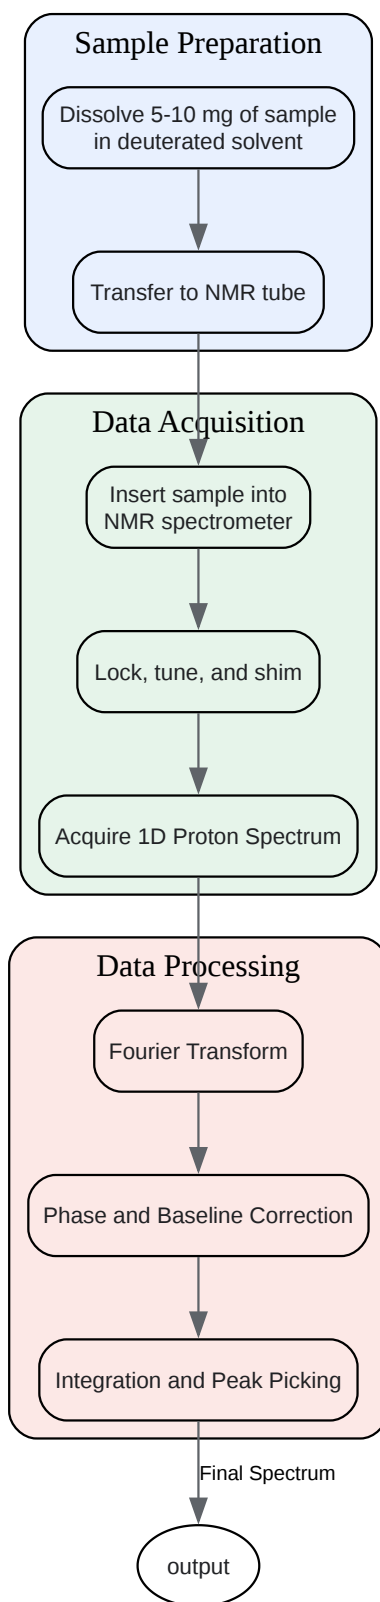 Sample Preparation
Dissolve 5-10 mg of sample
in deuterated solvent
Transfer to NMR tube
Data Acquisition
Insert sample into
NMR spectrometer
Lock, tune, and shim
Acquire 1D Proton Spectrum
Data Processing
Fourier Transform
Phase and Baseline Correction
Integration and Peak Picking
Final Spectrum
output